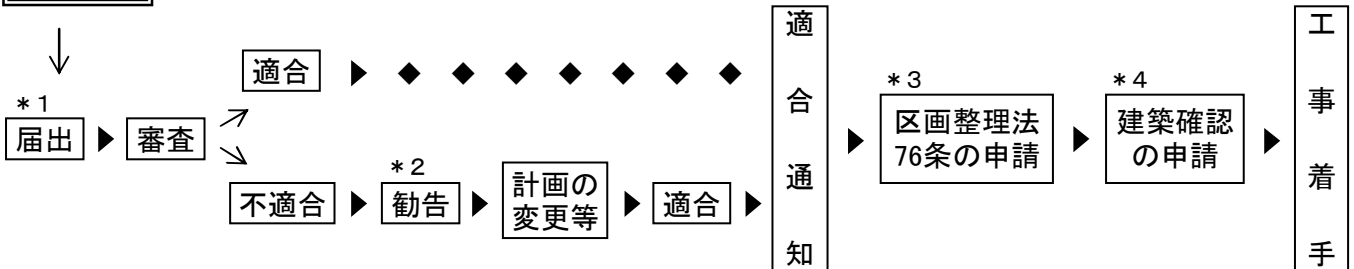 *1
届出
審査
適合
不適合
*2
勧告
計画の
変更等
適合
適合通知
*3
区画整理法
76条の申請
*4
建築確認
の申請
工事着手